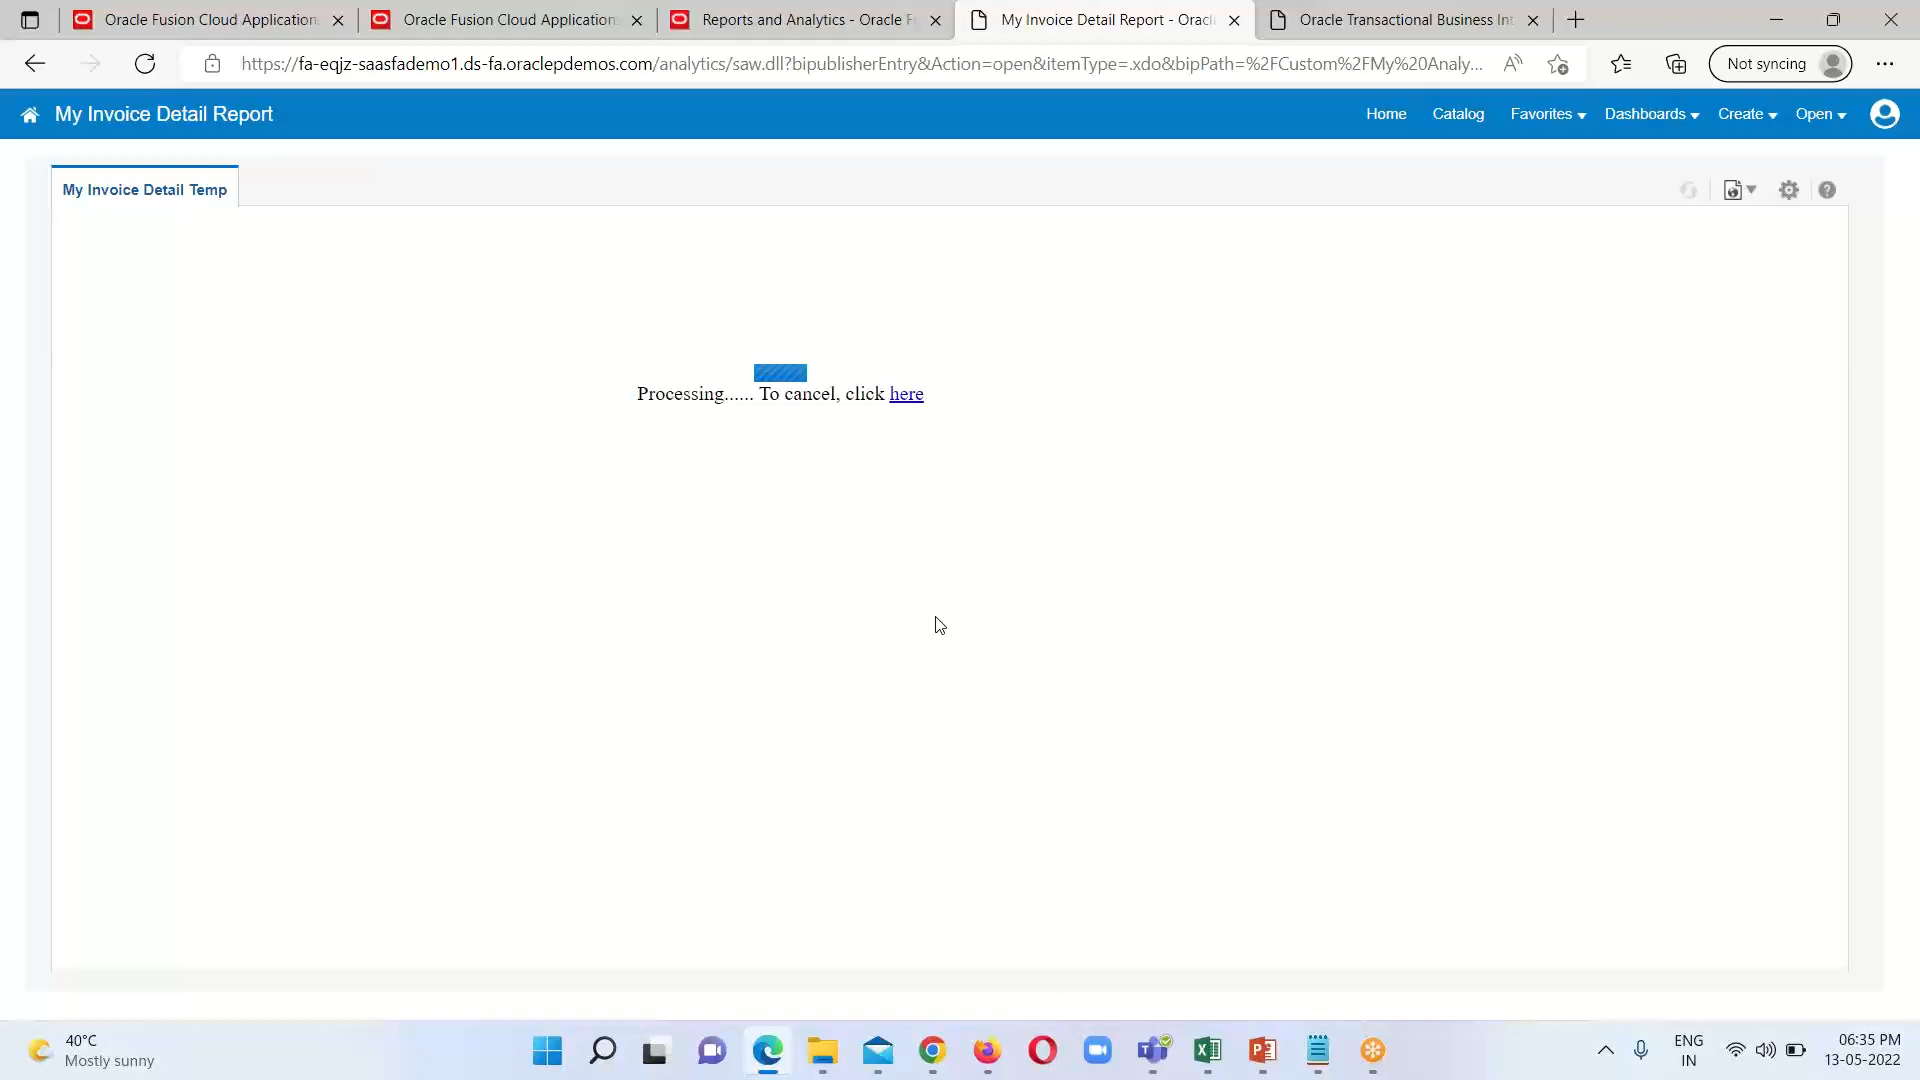 Oracle Fusion Cloud Application
Oracle Fusion Cloud Application
Reports and Analytics - Oracle F
My Invoice Detail Report - Oracl
Oracle Transactional Business Int
https://fa-eqjz-saasfademo1.ds-fa.oraclepdemos.com/analytics/saw.dll?bipublisherEntry&Action=open&itemType=.xdo&bipPath=%2FCustom%2FMy%20Analy...
Not syncing
My Invoice Detail Report
Home
Catalog
Favorites
Dashboards
Create
Open
My Invoice Detail Temp
Processing...... To cancel, click here
40°C
Mostly sunny
ENG
IN
06:35 PM
13-05-2022